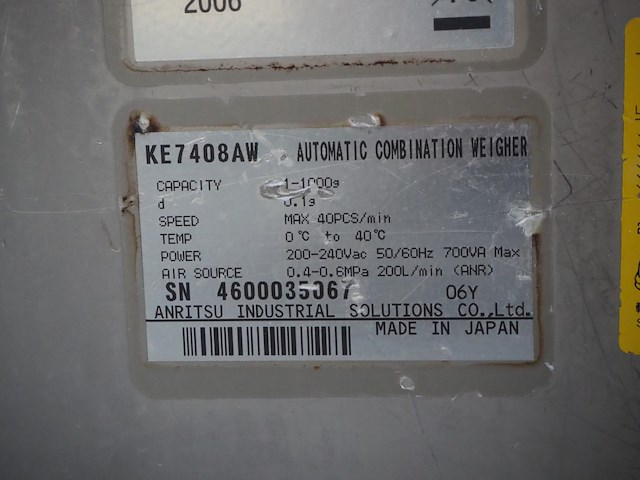 2006
KE7408AW AUTOMATIC COMBINATION WEIGHER
CAPACITY 1-1000g
d 0.1g
SPEED MAX 40PCS/min
TEMP 0℃ to 40℃
POWER 200-240Vac 50/60Hz 700VA Max
AIR SOURCE 0.4-0.6MPa 200L/min (ANR)
SN 4600035067 06Y
ANRITSU INDUSTRIAL SOLUTIONS CO.,Ltd.
MADE IN JAPAN